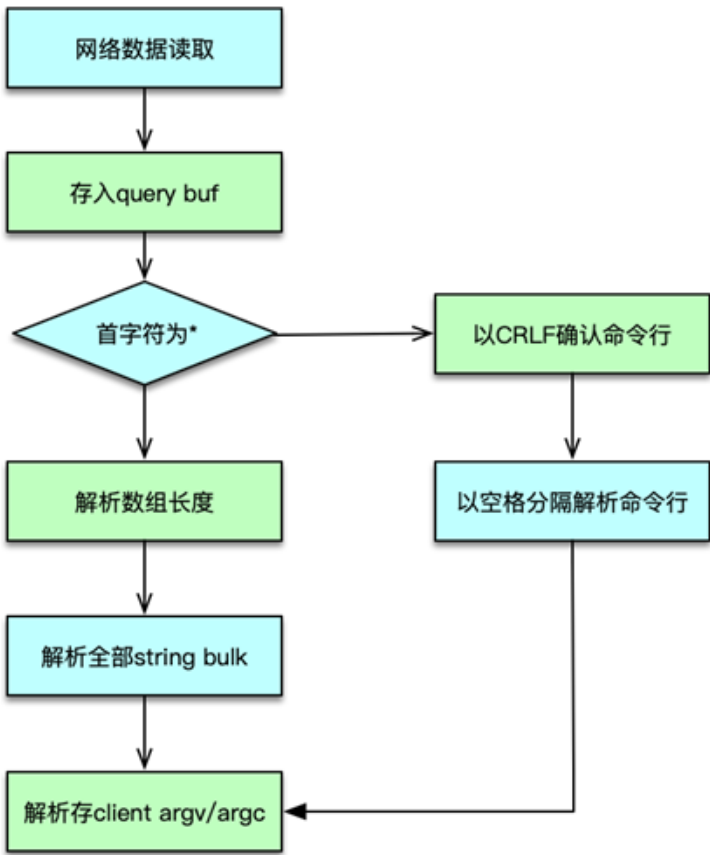 网络数据读取
存入query buf
首字符为*
以CRLF确认命令行
解析数组长度
以空格分隔解析命令行
解析全部string bulk
解析存client argv/argc